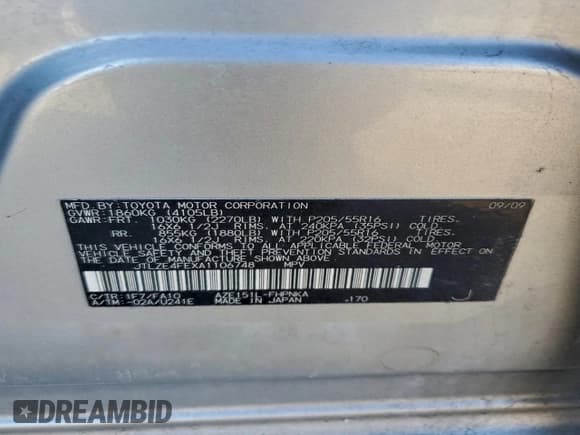 MFD.BY:TOYOTA MOTOR CORPORATION 09/09
GVWR:1860KG (4105LB)
GAWR:FRT. 1030KG (2270LB) WITH P205/55R16 TIRES,
16X6 1/2J RIMS, AT 240KPA (35PSI) COLD
RR. 855KG (1880LB) WITH P205/55R16 TIRES,
16X6 1/2J RIMS, AT 220KPA (32PSI) COLD
THIS VEHICLE CONFORMS TO ALL APPLICABLE FEDERAL MOTOR
VEHICLE SAFETY, BUMPER, AND THEFT PREVENTION STANDARDS IN EFFECT
ON THE DATE OF MANUFACTURE SHOWN ABOVE.
JTLZE4FEXA1106748 MPV
C/TR:1F7/FA10 AZE151L-FHPNKA
A/TM:-02A/U241E MADE IN JAPAN .170 J
DREAMBID